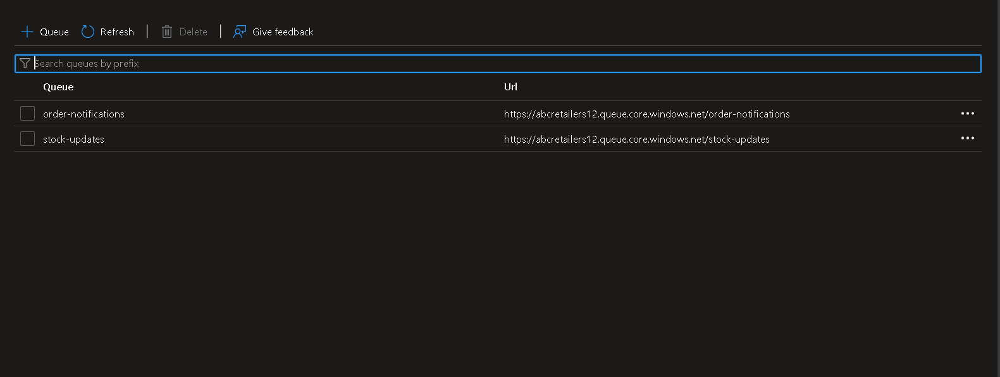 Queue Refresh Delete Give feedback
Search queues by prefix
Queue Url
order-notifications https://abcretailers12.queue.core.windows.net/order-notifications
stock-updates https://abcretailers12.queue.core.windows.net/stock-updates